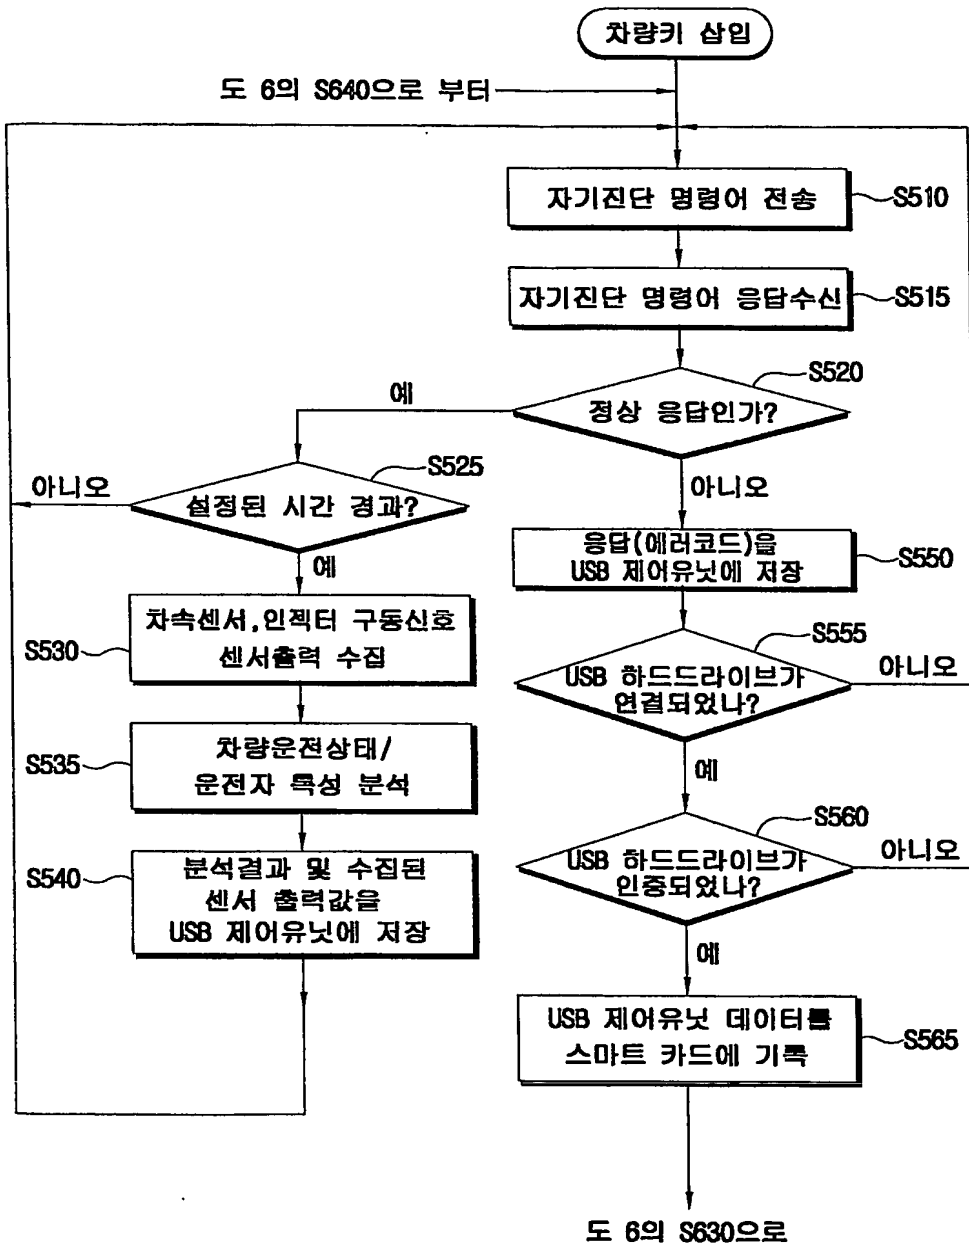 차량키 삽입
도 6의 S640으로 부터
자기진단 명령어 전송
S510
자기진단 명령어 응답수신
S515
정상 응답인가?
S520
예
아니오
설정된 시간 경과?
S525
아니오
예
차속센서,인젝터 구동신호
센서출력 수집
S530
차량운전상태/
운전자 특성 분석
S535
분석결과 및 수집된
센서 출력값을
USB 제어유닛에 저장
S540
응답(에러코드)을
USB 제어유닛에 저장
S550
USB 하드드라이브가
연결되었나?
S555
아니오
예
USB 하드드라이브가
인증되었나?
S560
아니오
예
USB 제어유닛 데이터를
스마트 카드에 기록
S565
도 6의 S630으로